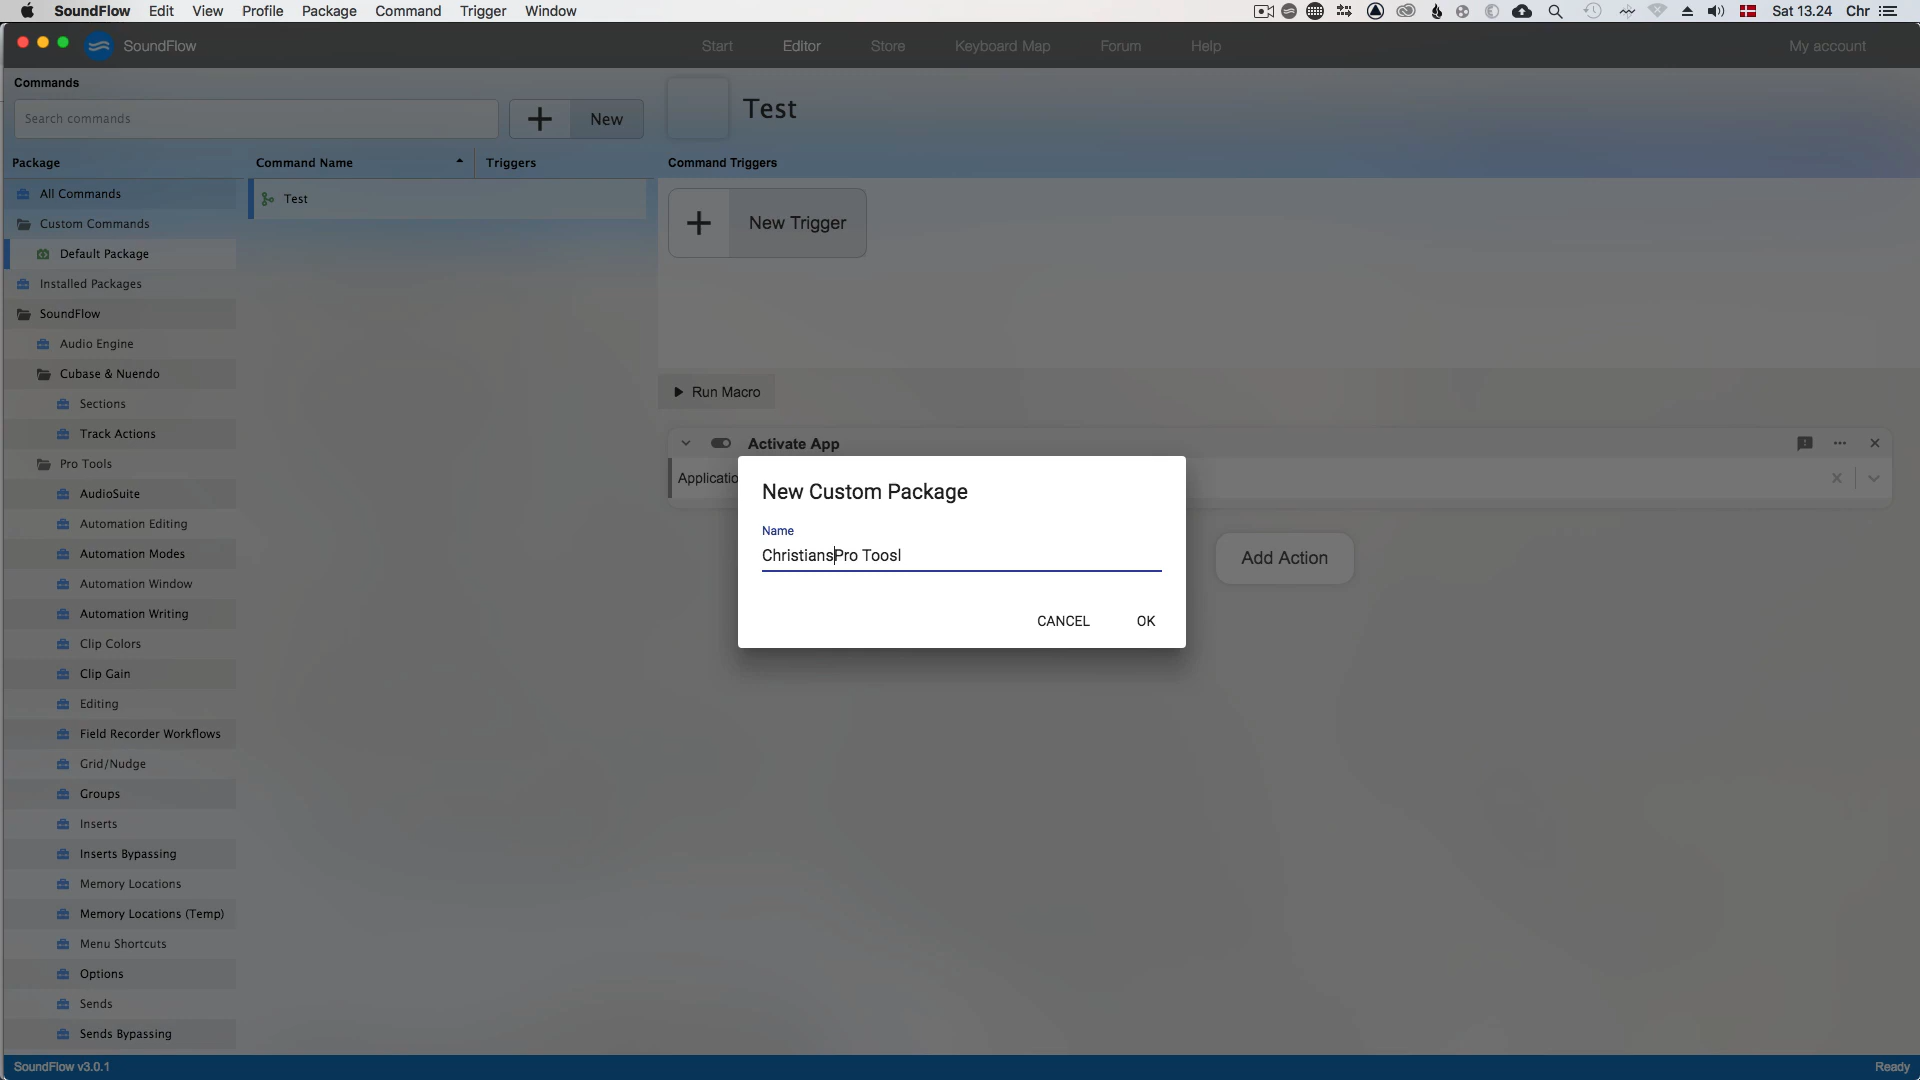 SoundFlow Edit View Profile Package Command Trigger Window Sat 13.24 Chr
SoundFlow Start Editor Store Keyboard Map Forum Help My account
Commands
Search commands
New
Test
Package
Command Name
Triggers
Command Triggers
All Commands
Test
New Trigger
Custom Commands
Default Package
Installed Packages
SoundFlow
Audio Engine
Cubase & Nuendo
Run Macro
Sections
Track Actions
Activate App
Pro Tools
Applicatio
AudioSuite
New Custom Package
Automation Editing
Name
Automation Modes
ChristiansPro Toosl
Add Action
Automation Window
Automation Writing
CANCEL
OK
Clip Colors
Clip Gain
Editing
Field Recorder Workflows
Grid/Nudge
Groups
Inserts
Inserts Bypassing
Memory Locations
Memory Locations (Temp)
Menu Shortcuts
Options
Sends
Sends Bypassing
SoundFlow v3.0.1
Ready